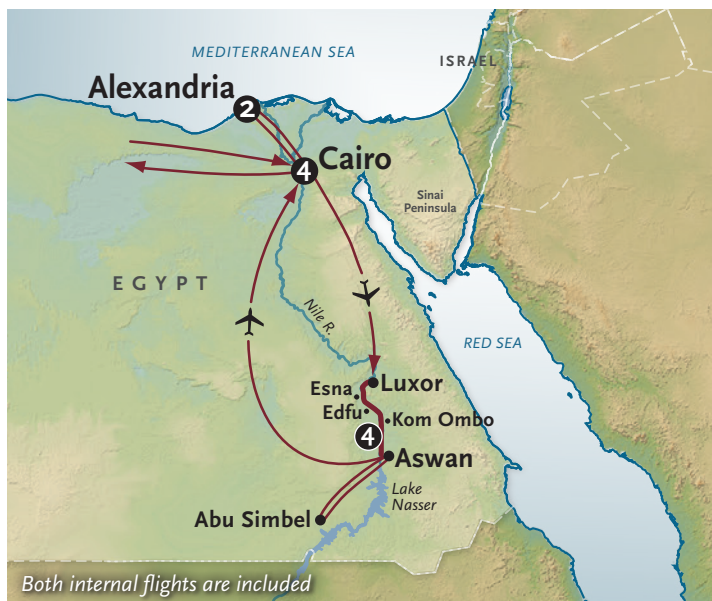 MEDITERRANEAN SEA
ISRAEL
Alexandria
2
4
Cairo
Sinai
Peninsula
EGYPT
Nile R.
RED SEA
Luxor
Esna
Edfu
Kom Ombo
4
Aswan
Lake
Nasser
Abu Simbel
Both internal flights are included